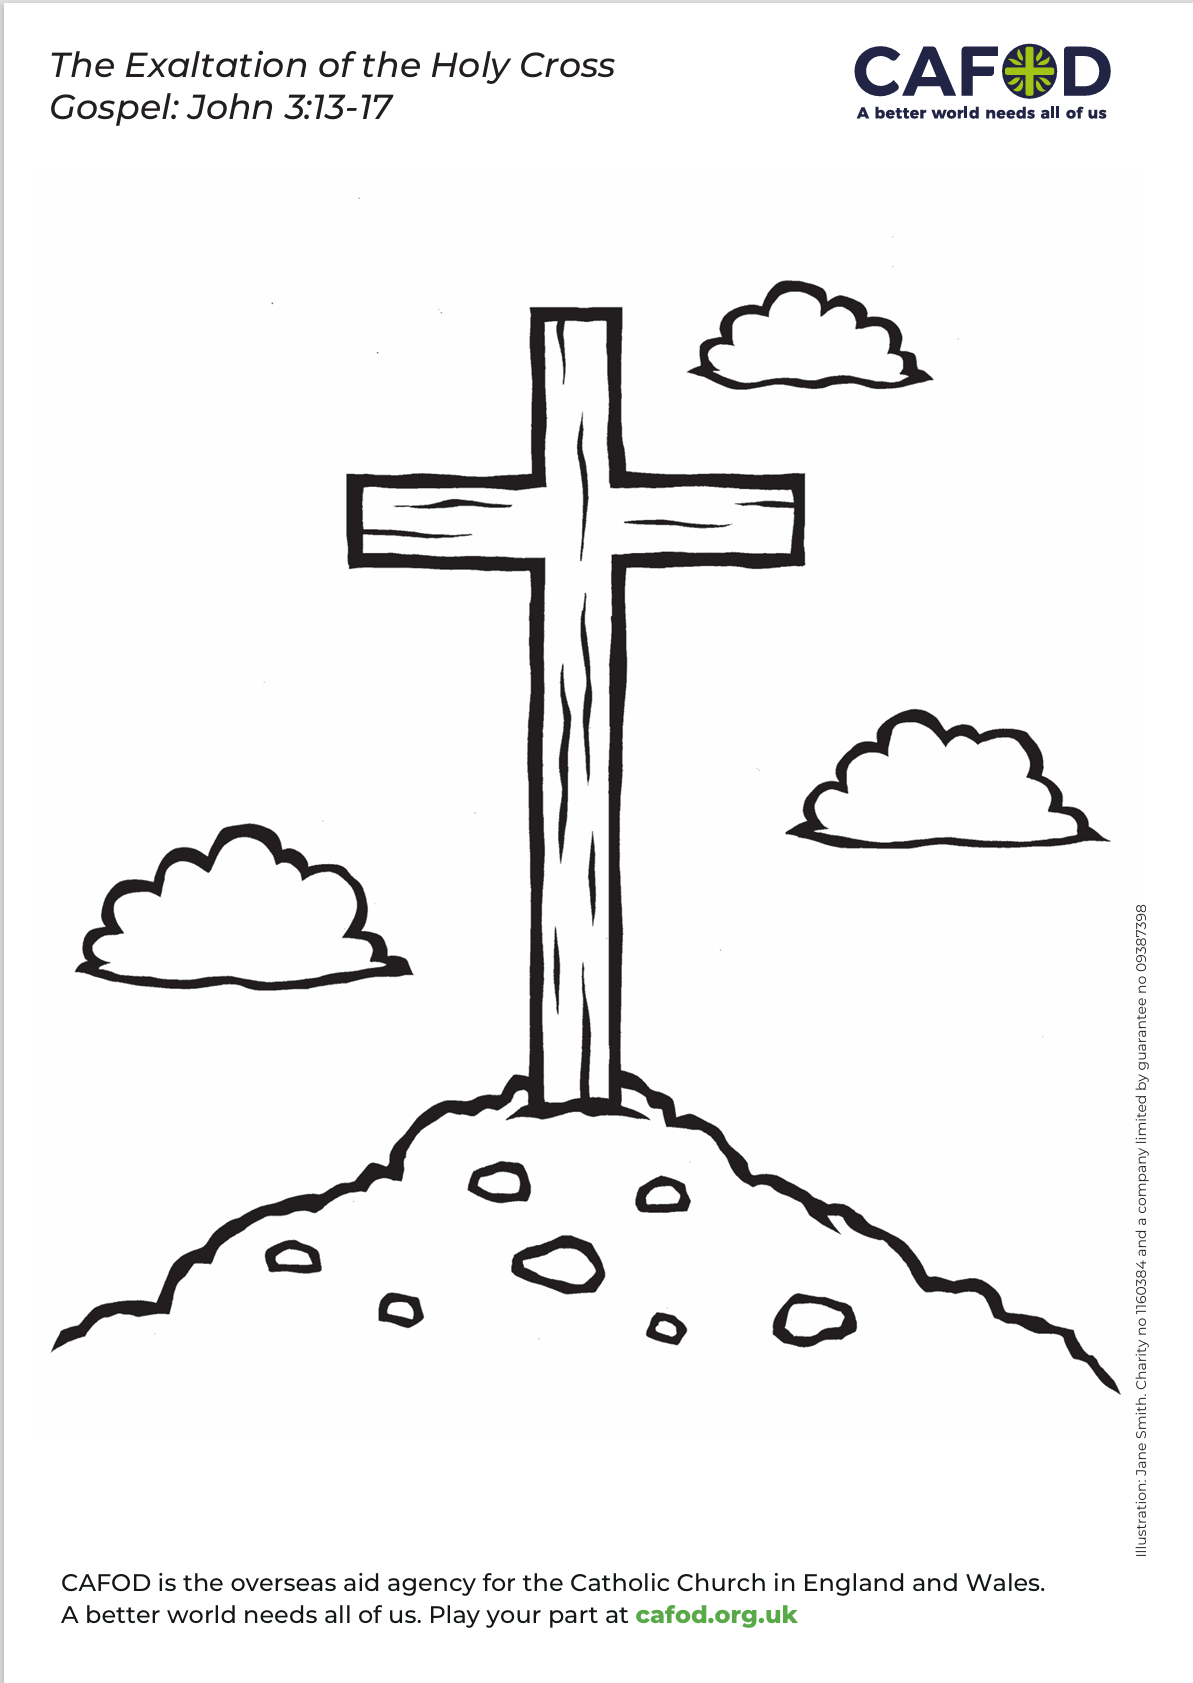 The Exaltation of the Holy Cross
Gospel: John 3:13-17
CAFOD
A better world needs all of us
Illustration: Jane Smith. Charity no 1160384 and a company limited by guarantee no 09387398
CAFOD is the overseas aid agency for the Catholic Church in England and Wales.
A better world needs all of us. Play your part at cafod.org.uk